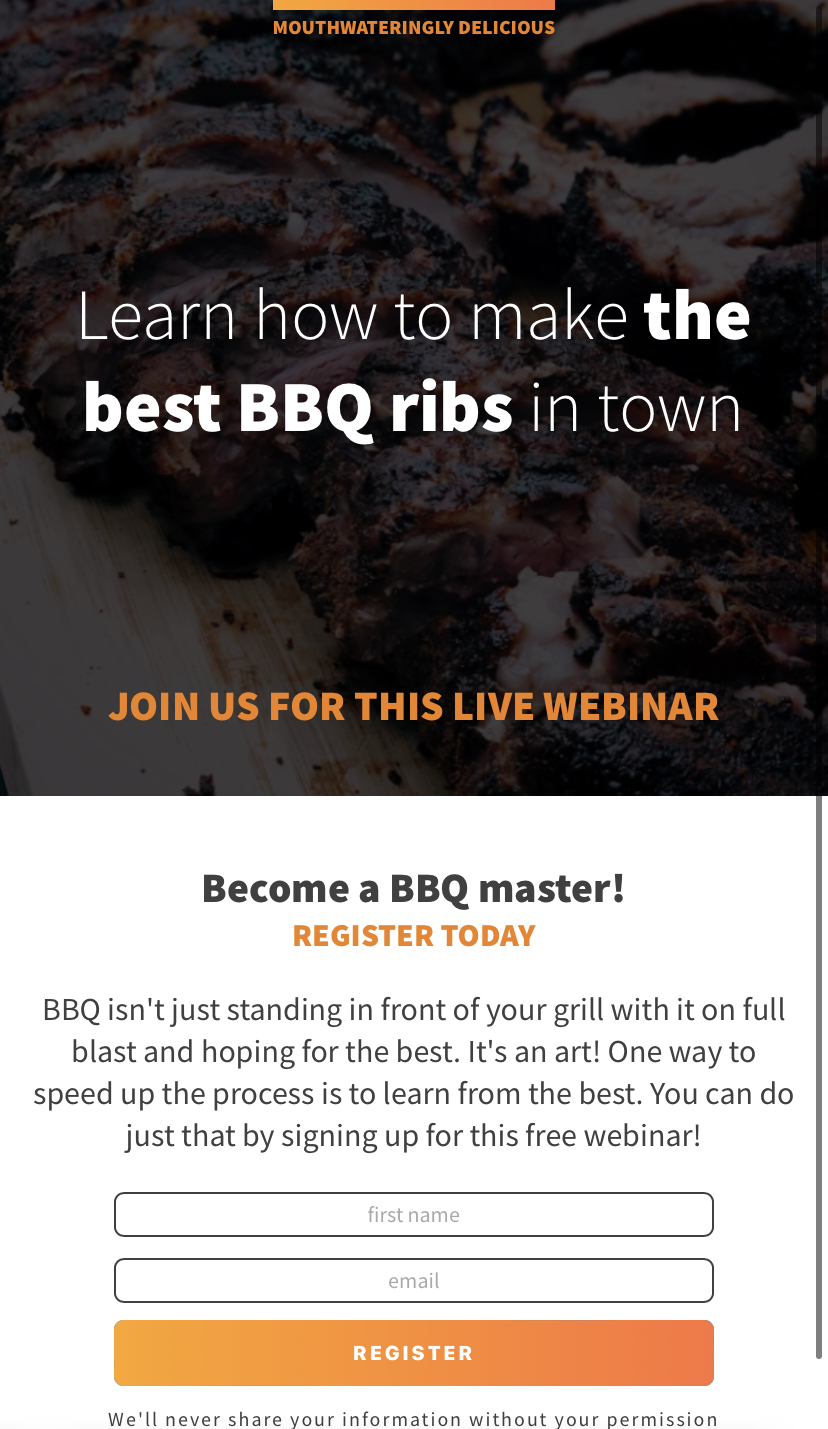 MOUTHWATERINGLY DELICIOUS
Learn how to make the
best BBQ ribs in town
JOIN US FOR THIS LIVE WEBINAR
Become a BBQ master!
REGISTER TODAY
BBQ isn't just standing in front of your grill with it on full
blast and hoping for the best. It's an art! One way to
speed up the process is to learn from the best. You can do
just that by signing up for this free webinar!
first name
email
REGISTER
We'll never share your information without your permission